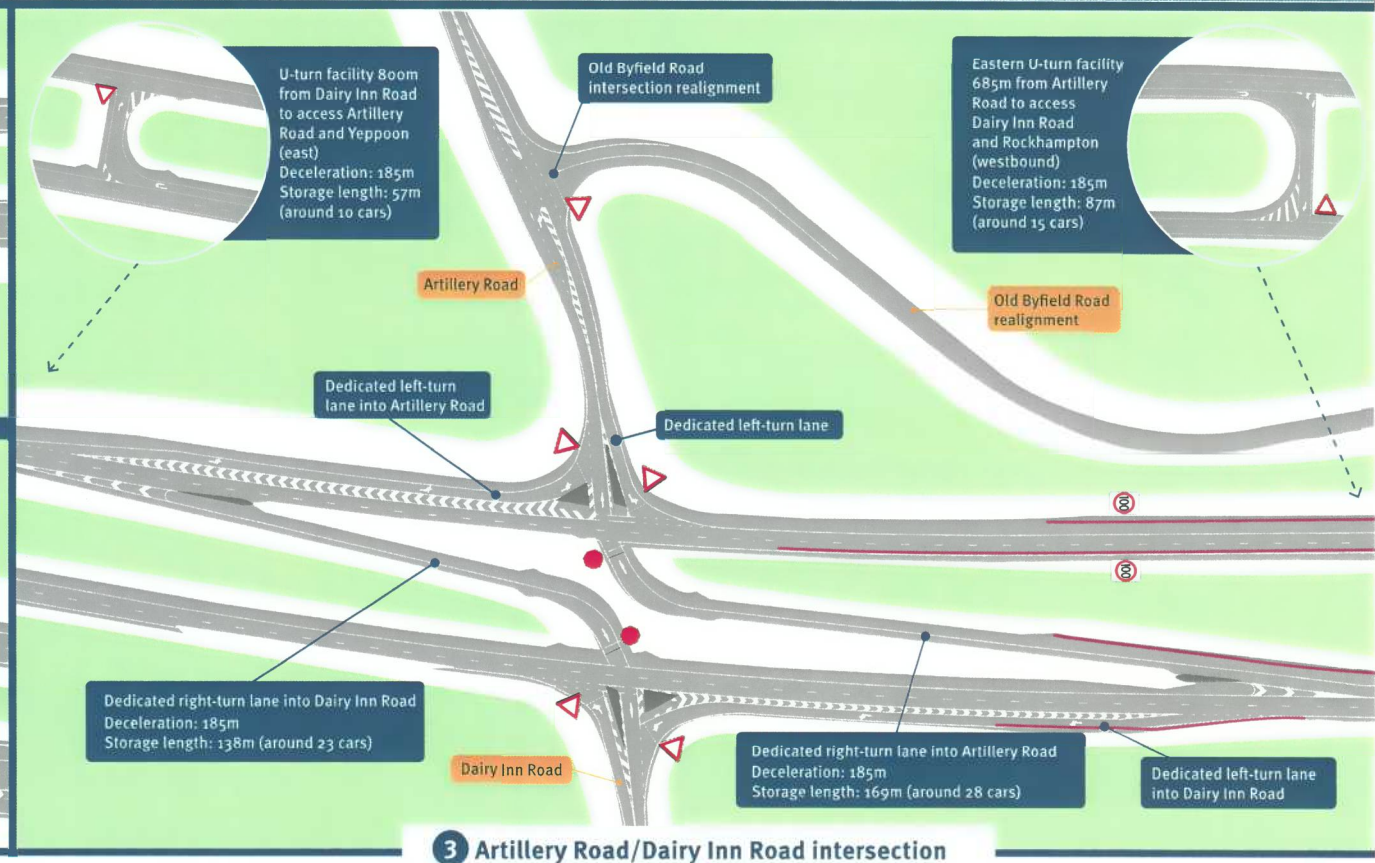 U-turn facility 800m
from Dairy Inn Road
to access Artillery
Road and Yeppoon
(east)
Deceleration: 185m
Storage length: 57m
(around 10 cars)
Old Byfield Road
intersection realignment
Eastern U-turn facility
685m from Artillery
Road to access
Dairy Inn Road
and Rockhampton
(westbound)
Deceleration: 185m
Storage length: 87m
(around 15 cars)
Artillery Road
Old Byfield Road
realignment
Dedicated left-turn
lane into Artillery Road
Dedicated left-turn lane
100
100
Dedicated right-turn lane into Dairy Inn Road
Deceleration: 185m
Storage length: 138m (around 23 cars)
Dairy Inn Road
Dedicated right-turn lane into Artillery Road
Deceleration: 185m
Storage length: 169m (around 28 cars)
Dedicated left-turn lane
into Dairy Inn Road
3 Artillery Road/Dairy Inn Road intersection